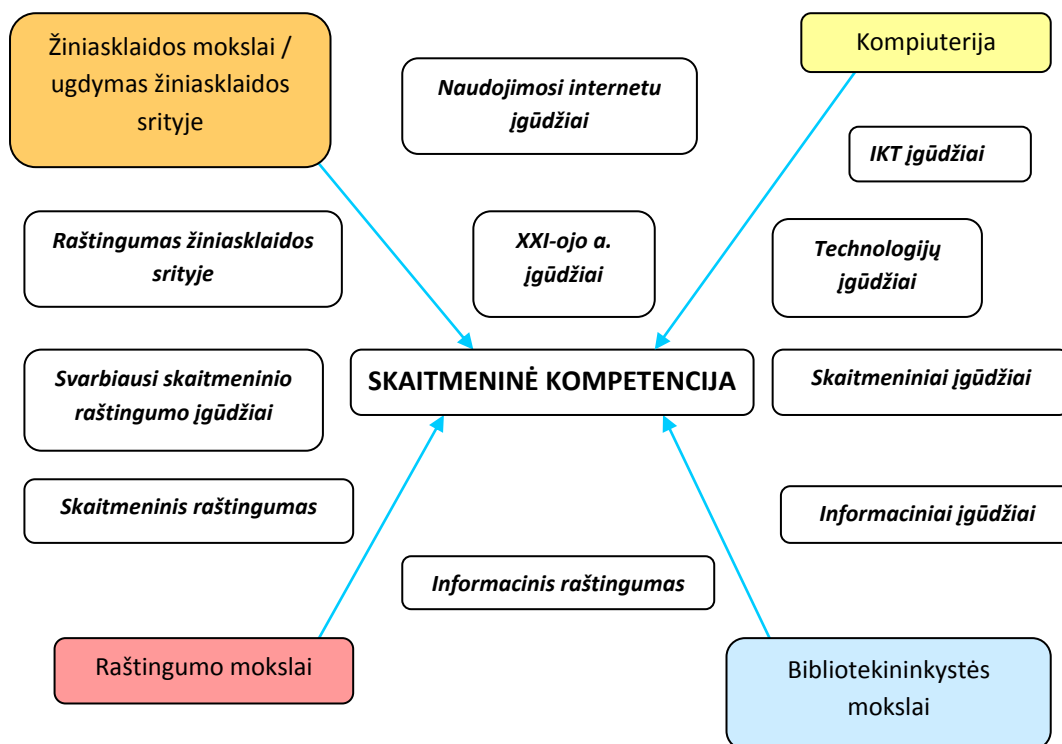 Žiniasklaidos mokslai /
ugdymas žiniasklaidos
srityje
Kompiuterija
Naudojimosi internetu
įgūdžiai
IKT įgūdžiai
Raštingumas žiniasklaidos
srityje
XXI-ojo a.
įgūdžiai
Technologijų
įgūdžiai
Svarbiausi skaitmeninio
raštingumo įgūdžiai
SKAITMENINĖ KOMPETENCIJA
Skaitmeniniai įgūdžiai
Skaitmeninis raštingumas
Informaciniai įgūdžiai
Informacinis raštingumas
Raštingumo mokslai
Bibliotekininkystės
mokslai